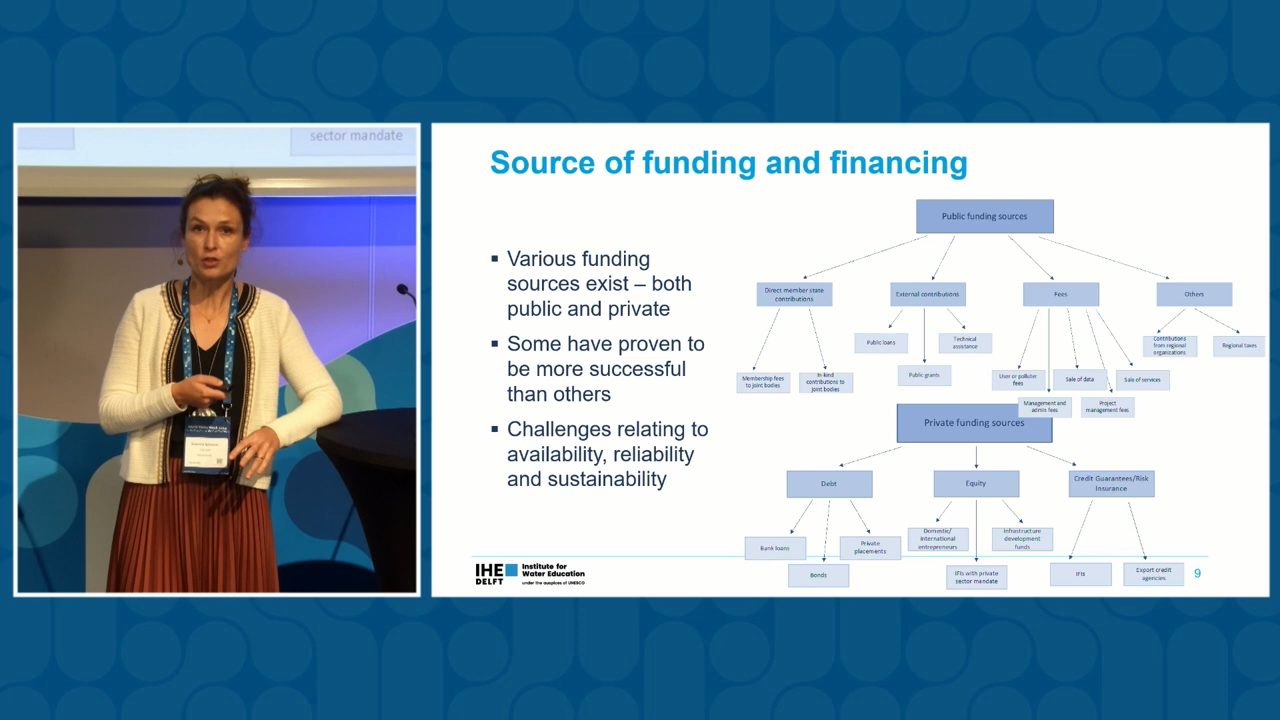 sector mandate
Source of funding and financing
▪ Various funding
sources exist – both
public and private
▪ Some have proven to
be more successful
than others
▪ Challenges relating to
availability, reliability
and sustainability
Public funding sources
Direct member state
contributions
External contributions
Fees
Others
Public loans
Technical
assistance
Contributions
from regional
organizations
Regional taxes
Membership fees
to joint bodies
In-kind
contributions to
joint bodies
Public grants
User or polluter
fees
Sale of data
Sale of services
Management and
admin fees
Project
management fees
Private funding sources
Debt
Equity
Credit Guarantees/Risk
Insurance
Bank loans
Private
placements
Domestic/
international
entrepreneurs
Infrastructure
development
funds
Bonds
IFIs with private
sector mandate
IFIs
Export credit
agencies
IHE
DELFT
Institute for
Water Education
under the auspices of UNESCO
9